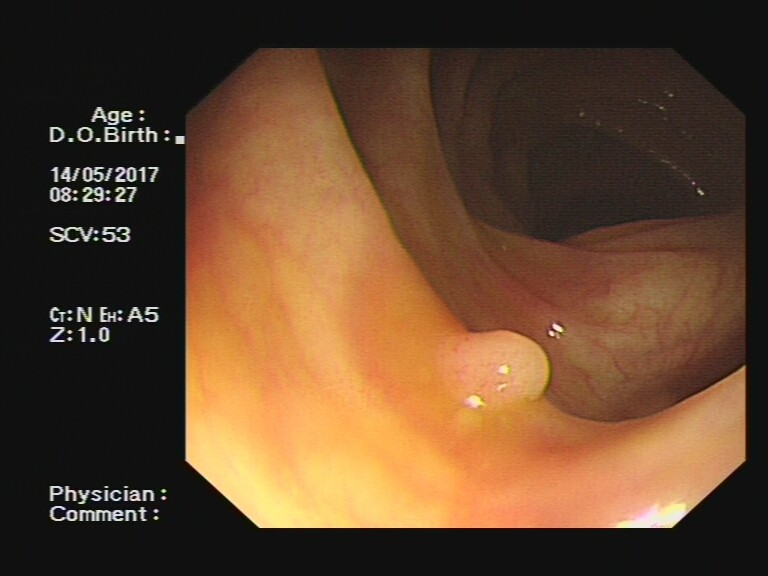 Age:
D.O.Birth:
14/05/2017
08:29:27
SCV:53
CT:N EH:A5
Z:1.0
Physician:
Comment: